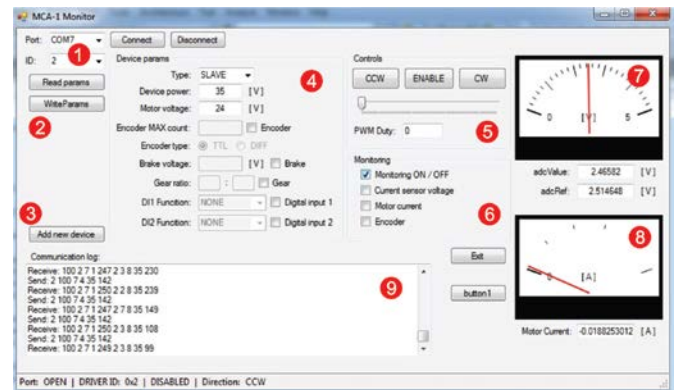 MCA-1 Monitor
Port: COM7 Connect Disconnect
ID: 2 1
Read params
WriteParams
2
3
Add new device
Device params
Type: SLAVE 4
Device power: 35 [V]
Motor voltage: 24 [V]
Encoder MAX count: Encoder
Encoder type: TTL DIFF
Brake voltage: [V] Brake
Gear ratio: : Gear
DI1 Function: NONE Digital input 1
DI2 Function: NONE Digital input 2
Controls
CCW ENABLE CW
PWM Duty: 0 5
Monitoring
Monitoring ON / OFF
Current sensor voltage
Motor current
Encoder
6
7
0 [V] 5
adcValue: 2.46582 [V]
adcRef: 2.514648 [V]
8
[A]
Motor Current: -0.0188253012 [A]
Exit
button1
Communication log:
9
Receive: 100 2 7 1 247 2 3 8 35 230
Send: 2 100 7 4 35 142
Receive: 100 2 7 1 250 2 2 8 35 239
Send: 2 100 7 4 35 142
Receive: 100 2 7 1 247 2 7 8 35 149
Send: 2 100 7 4 35 142
Receive: 100 2 7 1 250 2 3 8 35 108
Send: 2 100 7 4 35 142
Receive: 100 2 7 1 249 2 3 8 35 99
Port: OPEN | DRIVER ID: 0x2 | DISABLED | Direction: CCW